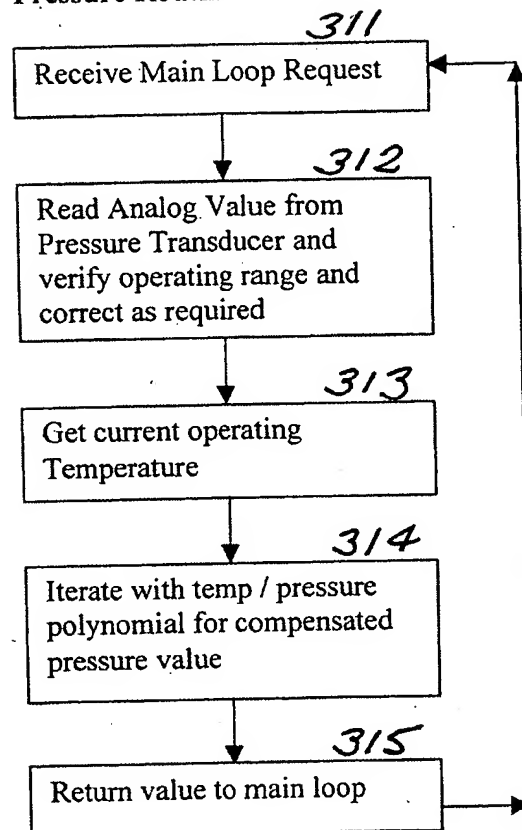 311
Receive Main Loop Request
312
Read Analog Value from
Pressure Transducer and
verify operating range and
correct as required
313
Get current operating
Temperature
314
Iterate with temp / pressure
polynomial for compensated
pressure value
315
Return value to main loop